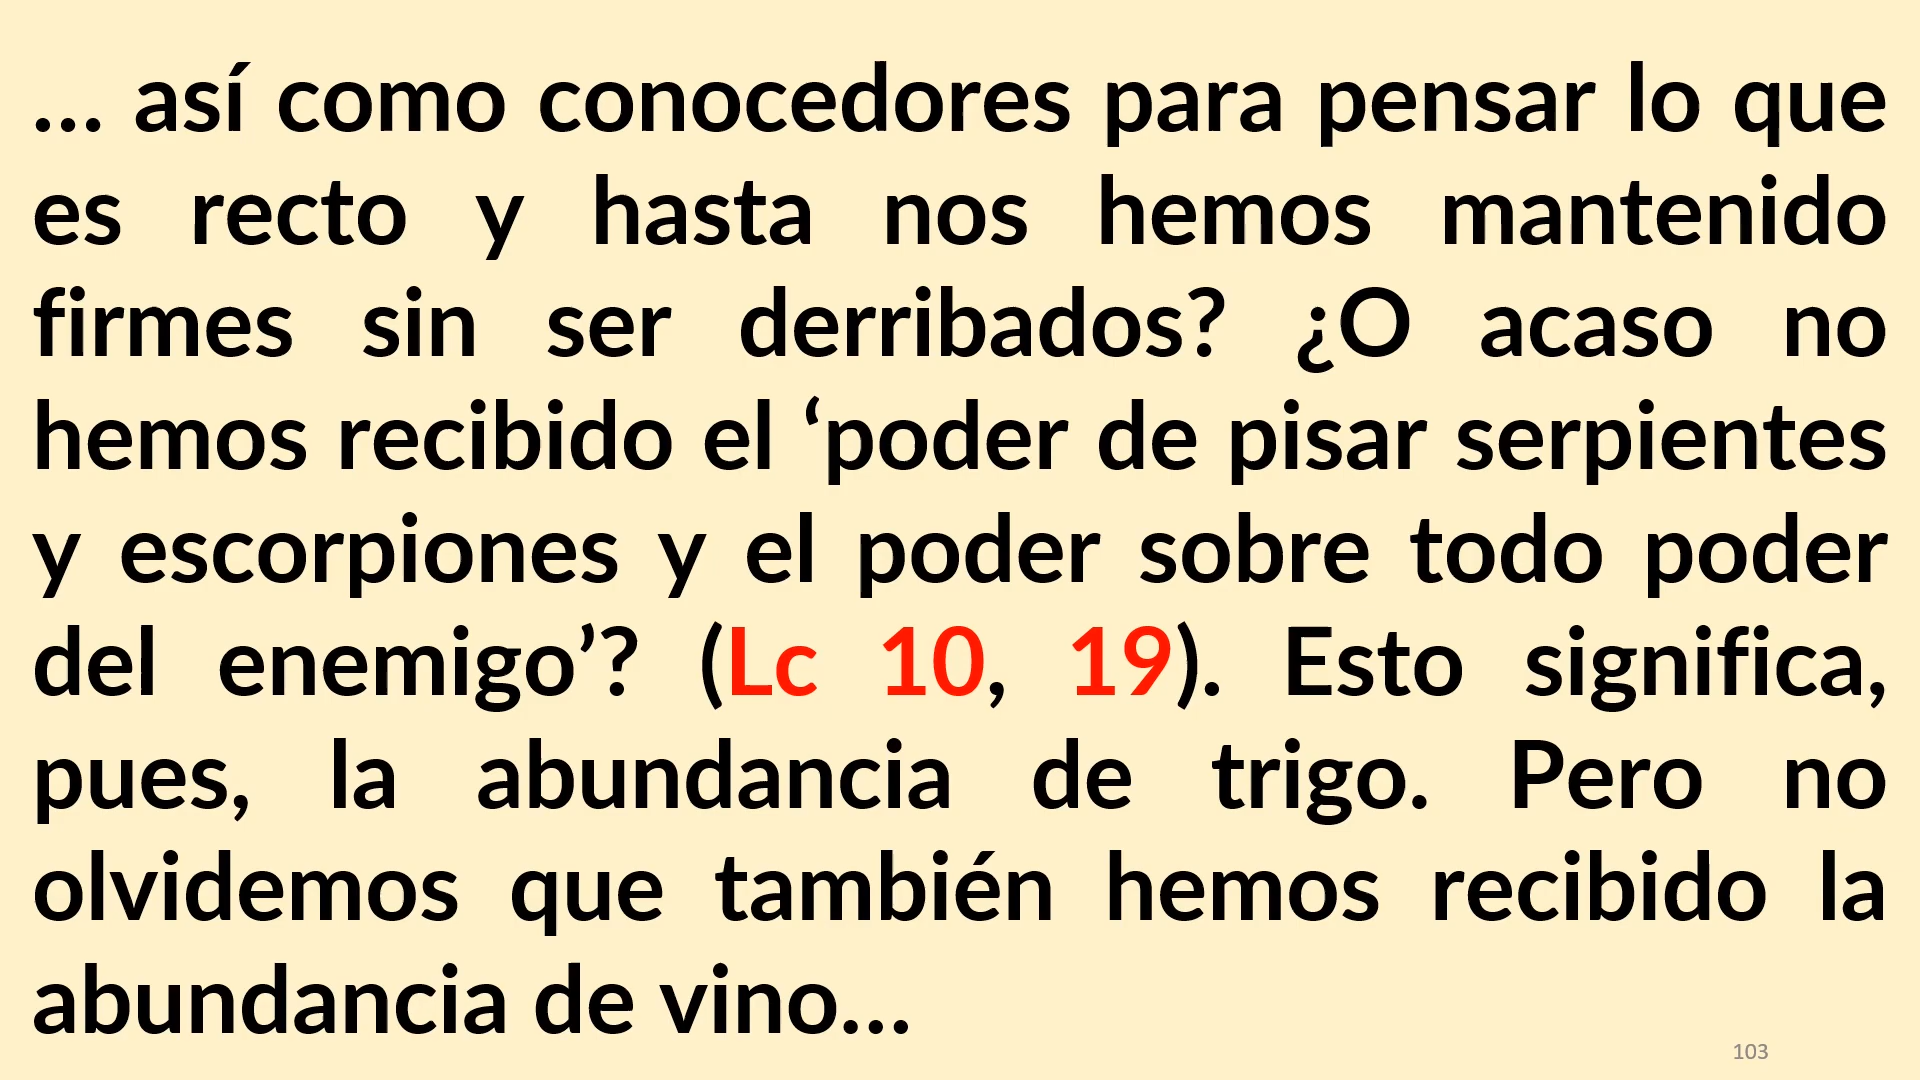 ... así como conocedores para pensar lo que
es recto y hasta nos hemos mantenido
firmes sin ser derribados? ¿O acaso no
hemos recibido el ‘poder de pisar serpientes
y escorpiones y el poder sobre todo poder
del enemigo’? (Lc 10, 19). Esto significa,
pues, la abundancia de trigo. Pero no
olvidemos que también hemos recibido la
abundancia de vino...
103